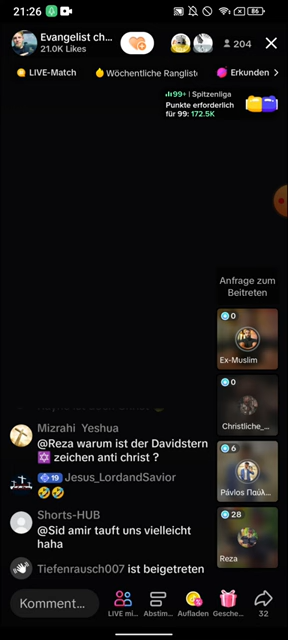 21:26
86
Evangelist ch...
21.0K Likes
204
LIVE-Match
Wöchentliche Rangliste
Erkunden
99+ | Spitzenliga
Punkte erforderlich
für 99: 172.5K
Anfrage zum
Beitreten
0
Ex-Muslim
0
Christliche_...
6
Pávlos Παύλ...
28
Reza
Mizrahi Yeshua
@Reza warum ist der Davidstern
🔯 zeichen anti christ ?
19 Jesus_LordandSavior
🤣🤣
Shorts-HUB
@Sid amir tauft uns vielleicht
haha
Tiefenrausch007 ist beigetreten
Komment...
LIVE mi...
Abstim...
Aufladen
Gesche...
32